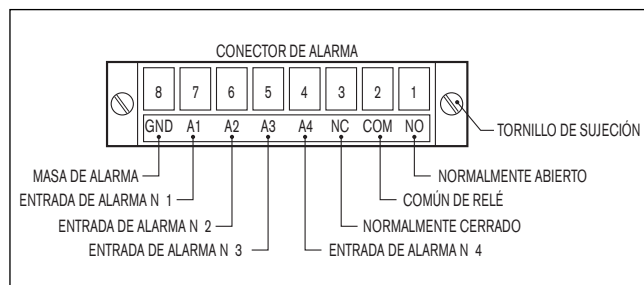 CONECTOR DE ALARMA
8 7 6 5 4 3 2 1
GND A1 A2 A3 A4 NC COM NO
TORNILLO DE SUJECIÓN
MASA DE ALARMA
NORMALMENTE ABIERTO
ENTRADA DE ALARMA N 1
COMÚN DE RELÉ
ENTRADA DE ALARMA N 2
NORMALMENTE CERRADO
ENTRADA DE ALARMA N 3
ENTRADA DE ALARMA N 4